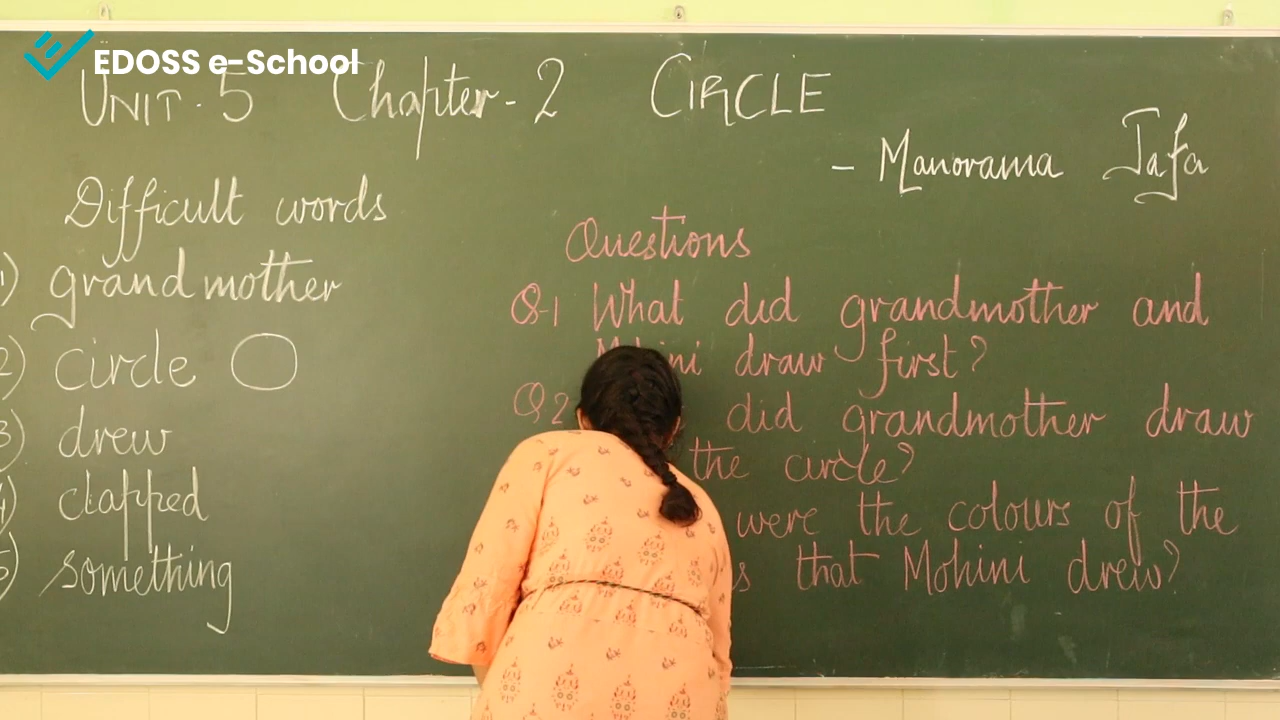 EDOSS e-School
UNIT.5 Chapter-2 CIRCLE
- Manorama Jafa
Difficult words
1) grandmother
2) circle
3) drew
4) clapped
5) something
Questions
Q-1 What did grandmother and
Mohini draw first?
Q2 did grandmother draw
the circle?
were the colours of the
that Mohini drew?